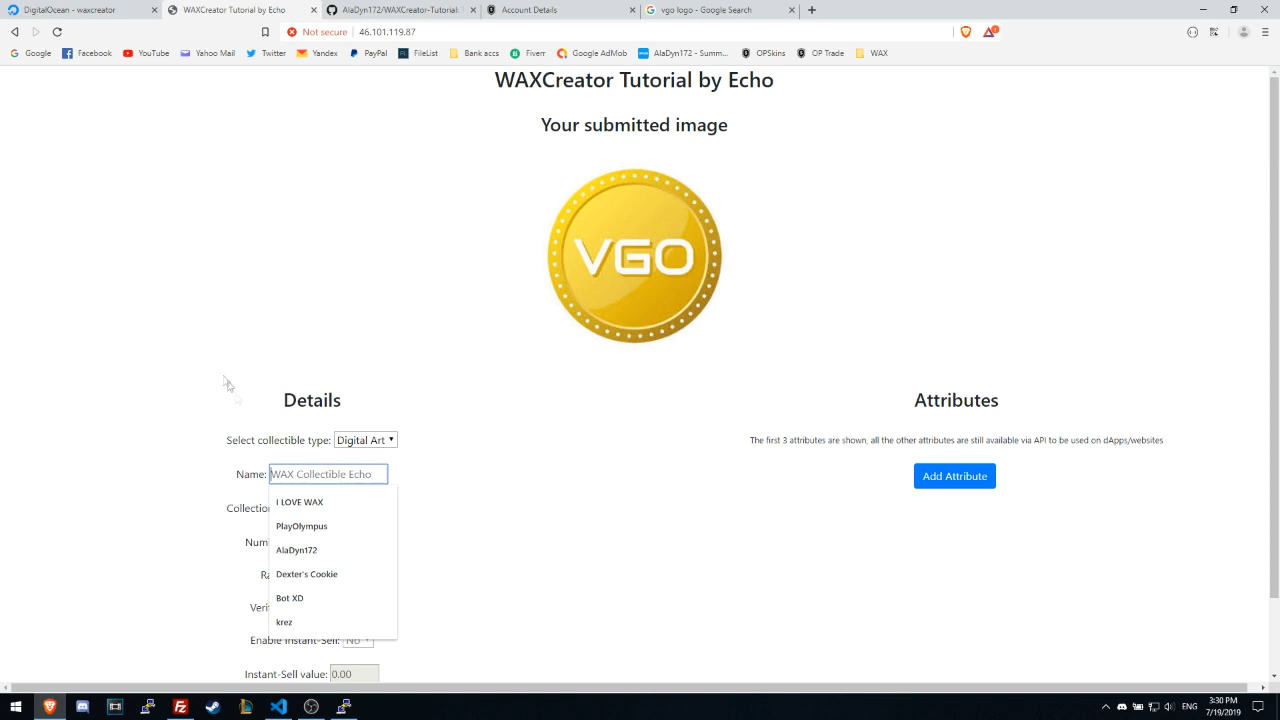 DigitalOcean - waxcreator
WAXCreator Tutorial by Echo
AlaDyn172/WAXCreator-Tutorial:
Account Details
vgo logo - Google Search
Not secure
46.101.119.87
Google
Facebook
YouTube
Yahoo Mail
Twitter
Yandex
PayPal
FileList
Bank accs
Fiverr
Google AdMob
AlaDyn172 - Summ...
OPSkins
OP Trade
WAX
WAXCreator Tutorial by Echo
Your submitted image
VGO
Details
Attributes
Select collectible type: Digital Art
The first 3 attributes are shown, all the other attributes are still available via API to be used on dApps/websites
Name: WAX Collectible Echo
Add Attribute
I LOVE WAX
Collection
PlayOlympus
Num
AlaDyn172
Ra
Dexter's Cookie
Bot XD
Verif
krez
Enable Instant-Sell: No
Instant-Sell value: 0.00
ENG
3:30 PM
7/19/2019